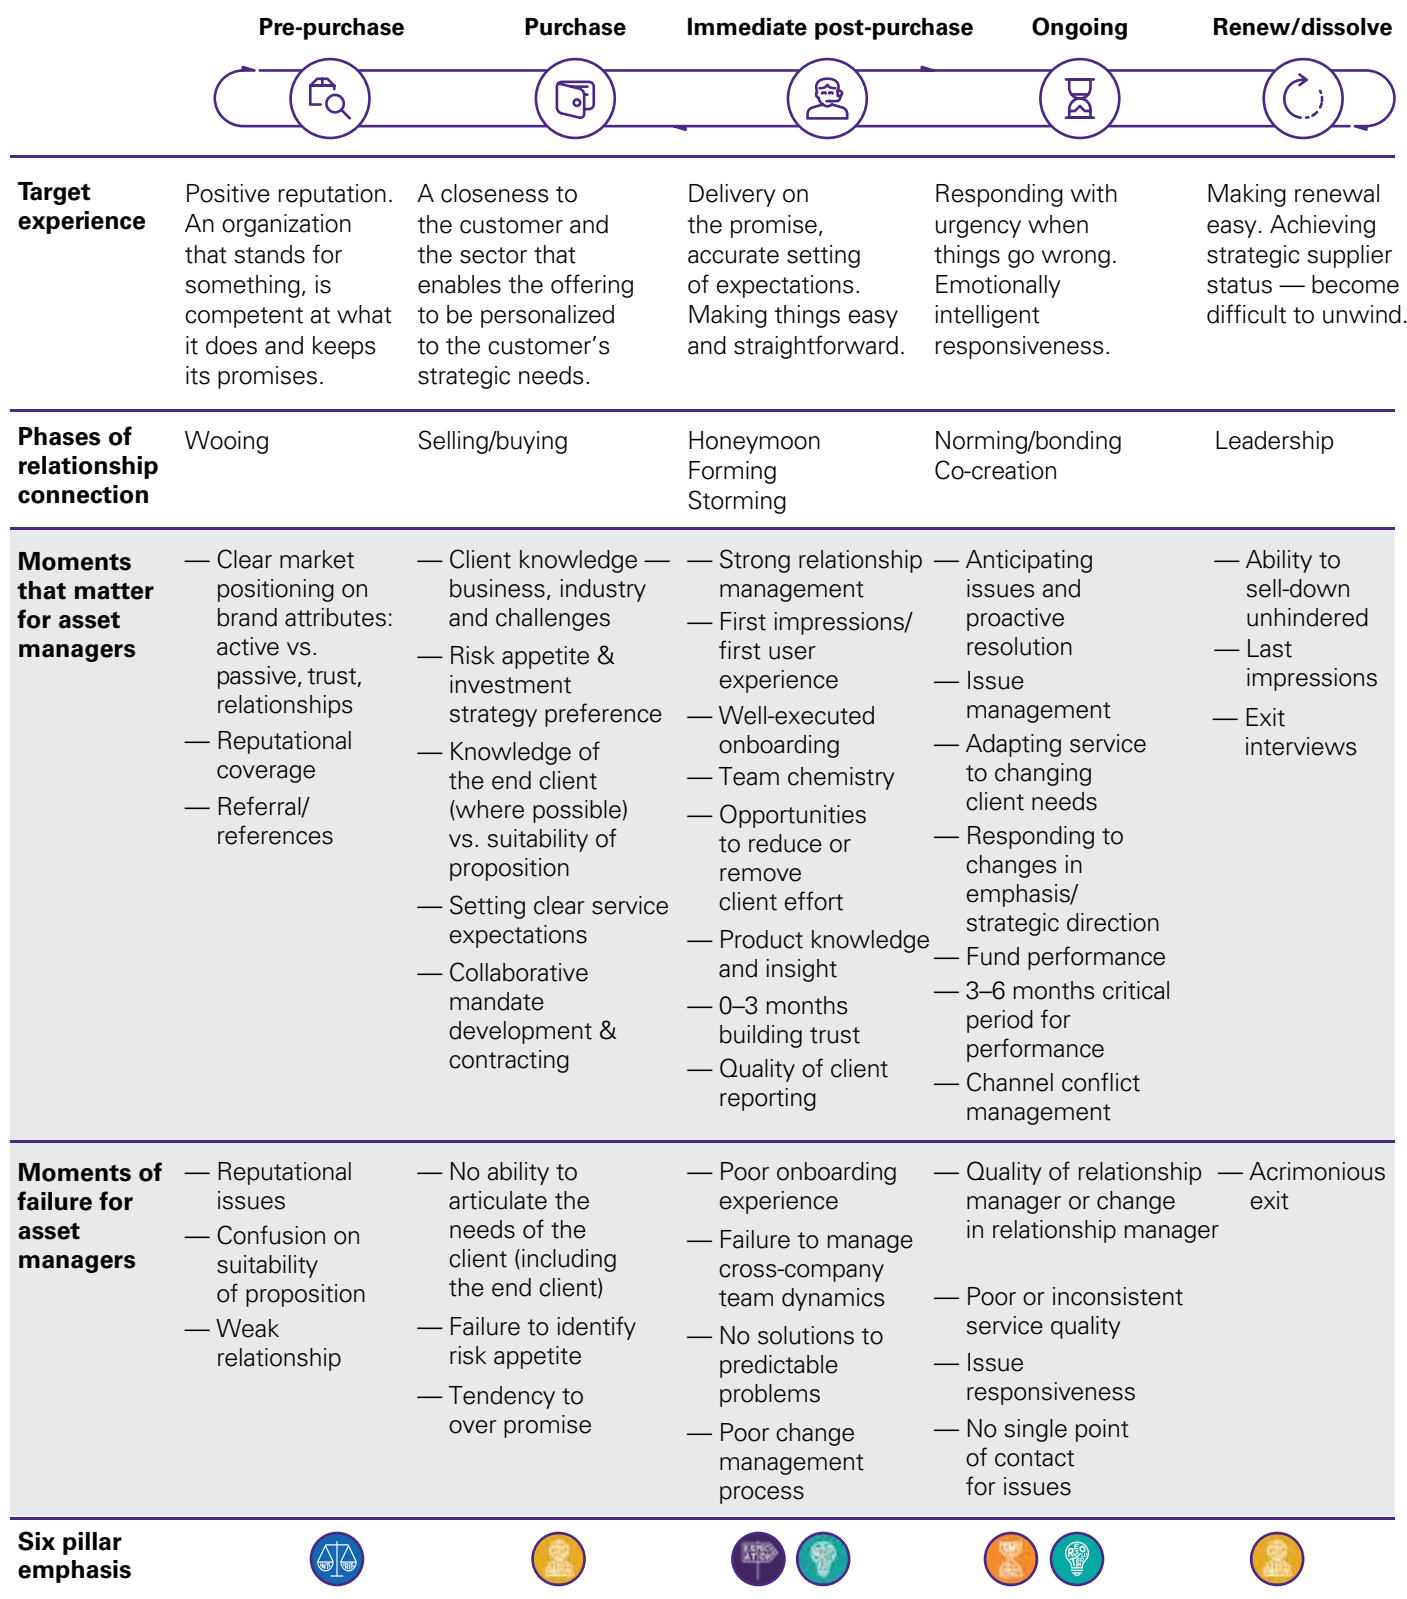 Pre-purchase
Purchase
Immediate post-purchase
Ongoing
Renew/dissolve
Target
experience
Positive reputation.
An organization
that stands for
something, is
competent at what
it does and keeps
its promises.
A closeness to
the customer and
the sector that
enables the offering
to be personalized
to the customer’s
strategic needs.
Delivery on
the promise,
accurate setting
of expectations.
Making things easy
and straightforward.
Responding with
urgency when
things go wrong.
Emotionally
intelligent
responsiveness.
Making renewal
easy. Achieving
strategic supplier
status — become
difficult to unwind.
Phases of
relationship
connection
Wooing
Selling/buying
Honeymoon
Forming
Storming
Norming/bonding
Co-creation
Leadership
Moments
that matter
for asset
managers
— Clear market
positioning on
brand attributes:
active vs.
passive, trust,
relationships
— Reputational
coverage
— Referral/
references
— Client knowledge —
business, industry
and challenges
— Risk appetite &
investment
strategy preference
— Knowledge of
the end client
(where possible)
vs. suitability of
proposition
— Setting clear service
expectations
— Collaborative
mandate
development &
contracting
— Strong relationship
management
— First impressions/
first user
experience
— Well-executed
onboarding
— Team chemistry
— Opportunities
to reduce or
remove
client effort
— Product knowledge
and insight
— 0–3 months
building trust
— Quality of client
reporting
— Anticipating
issues and
proactive
resolution
— Issue
management
— Adapting service
to changing
client needs
— Responding to
changes in
emphasis/
strategic direction
— Fund performance
— 3–6 months critical
period for
performance
— Channel conflict
management
— Ability to
sell-down
unhindered
— Last
impressions
— Exit
interviews
Moments of
failure for
asset
managers
— Reputational
issues
— Confusion on
suitability
of proposition
— Weak
relationship
— No ability to
articulate the
needs of the
client (including
the end client)
— Failure to identify
risk appetite
— Tendency to
over promise
— Poor onboarding
experience
— Failure to manage
cross-company
team dynamics
— No solutions to
predictable
problems
— Poor change
management
process
— Quality of relationship
manager or change
in relationship manager
— Poor or inconsistent
service quality
— Issue
responsiveness
— No single point
of contact
for issues
— Acrimonious
exit
Six pillar
emphasis